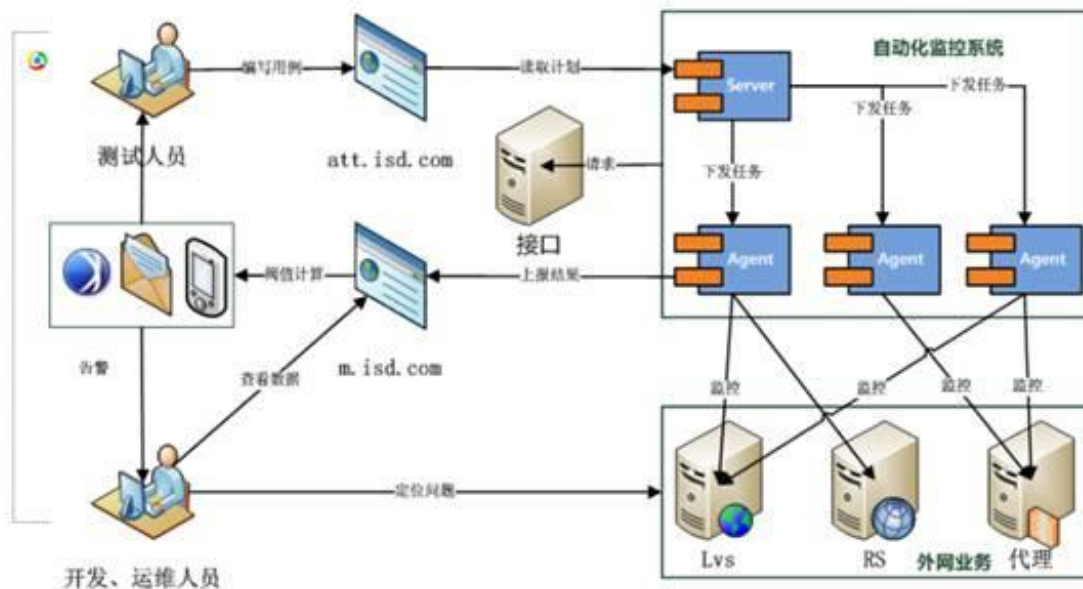 自动化监控系统
编写用例
读取计划
Server
下发任务
下发任务
测试人员
att.isd.com
请求
下发任务
接口
Agent
Agent
Agent
阀值计算
上报结果
告警
查看数据
m.isd.com
监控
监控
监控
监控
定位问题
Lvs
RS
外网业务
代理
开发、运维人员